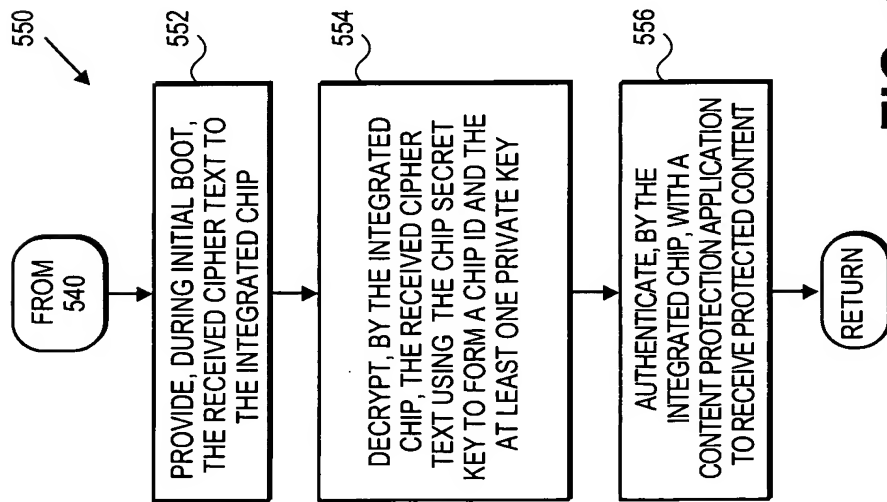 550
FROM
540
552
PROVIDE, DURING INITIAL BOOT,
THE RECEIVED CIPHER TEXT TO
THE INTEGRATED CHIP
554
DECRYPT, BY THE INTEGRATED
CHIP, THE RECEIVED CIPHER
TEXT USING THE CHIP SECRET
KEY TO FORM A CHIP ID AND THE
AT LEAST ONE PRIVATE KEY
556
AUTHENTICATE, BY THE
INTEGRATED CHIP, WITH A
CONTENT PROTECTION APPLICATION
TO RECEIVE PROTECTED CONTENT
RETURN